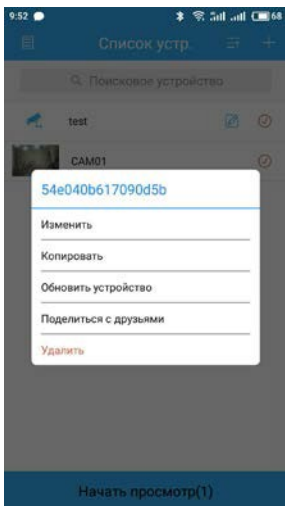 9:52 68
Список устр.
Поисковое устройство
test
CAM01
54e040b617090d5b
Изменить
Копировать
Обновить устройство
Поделиться с друзьями
Удалить
Начать просмотр(1)